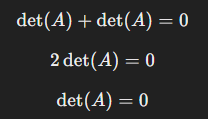 det(A) + det(A) = 0
2 det(A) = 0
det(A) = 0